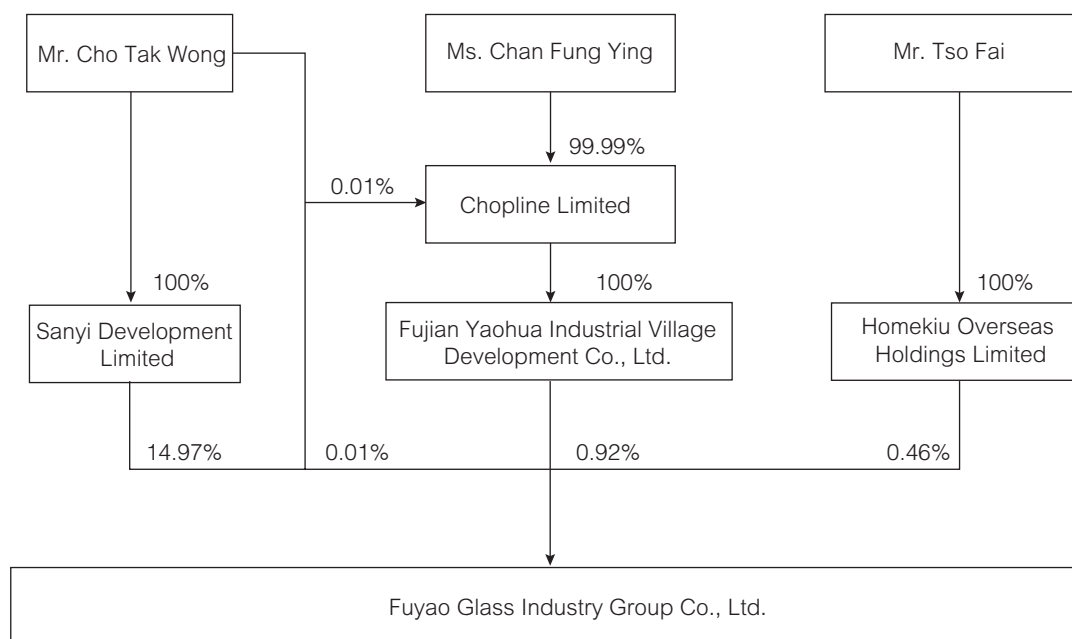 Mr. Cho Tak Wong
Ms. Chan Fung Ying
Mr. Tso Fai
99.99%
0.01%
Chopline Limited
100%
100%
100%
Sanyi Development
Limited
Fujian Yaohua Industrial Village
Development Co., Ltd.
Homekiu Overseas
Holdings Limited
14.97%
0.01%
0.92%
0.46%
Fuyao Glass Industry Group Co., Ltd.